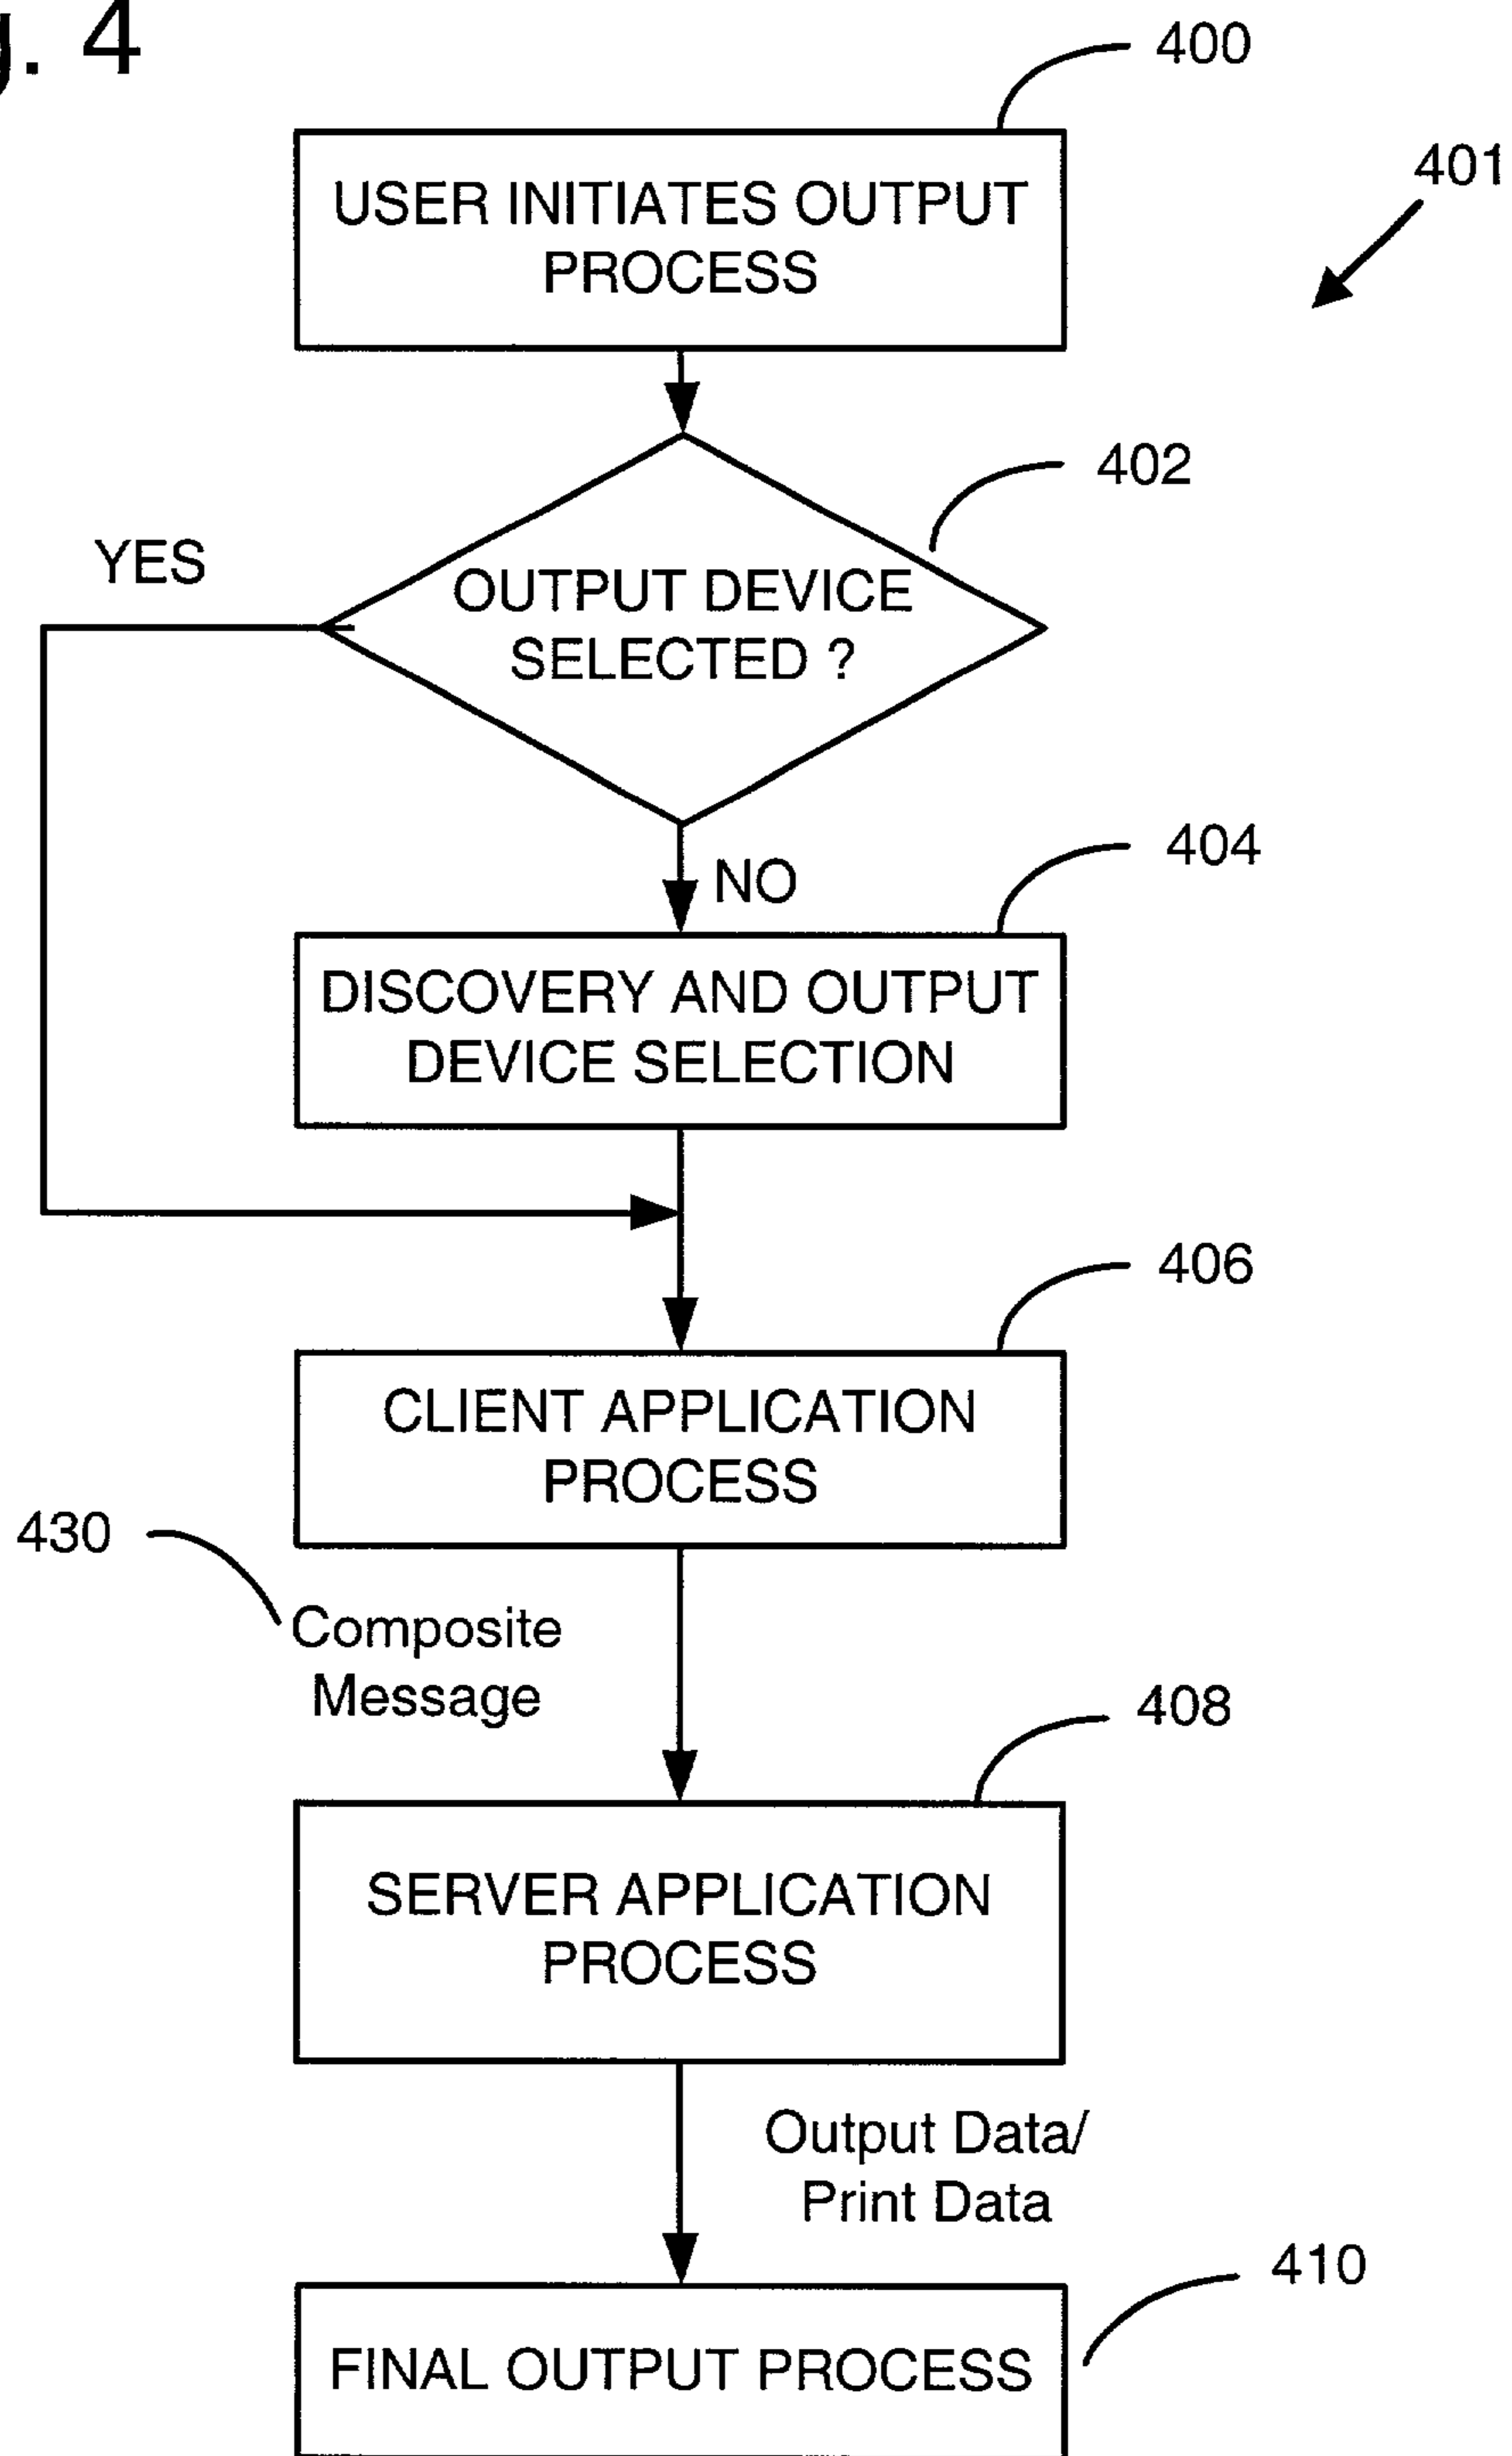 g. 4
400
401
USER INITIATES OUTPUT
PROCESS
402
YES
OUTPUT DEVICE
SELECTED ?
404
NO
DISCOVERY AND OUTPUT
DEVICE SELECTION
406
CLIENT APPLICATION
PROCESS
430
Composite
Message
408
SERVER APPLICATION
PROCESS
Output Data/
Print Data
410
FINAL OUTPUT PROCESS